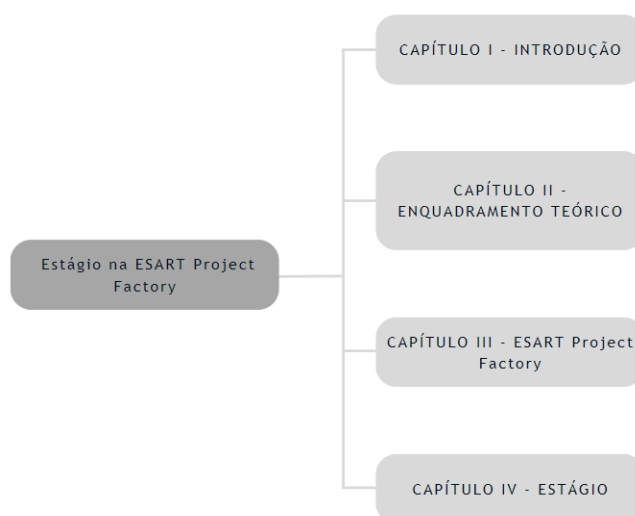 CAPÍTULO I - INTRODUÇÃO
CAPÍTULO II -
ENQUADRAMENTO TEÓRICO
Estágio na ESART Project
Factory
CAPÍTULO III - ESART Project
Factory
CAPÍTULO IV - ESTÁGIO